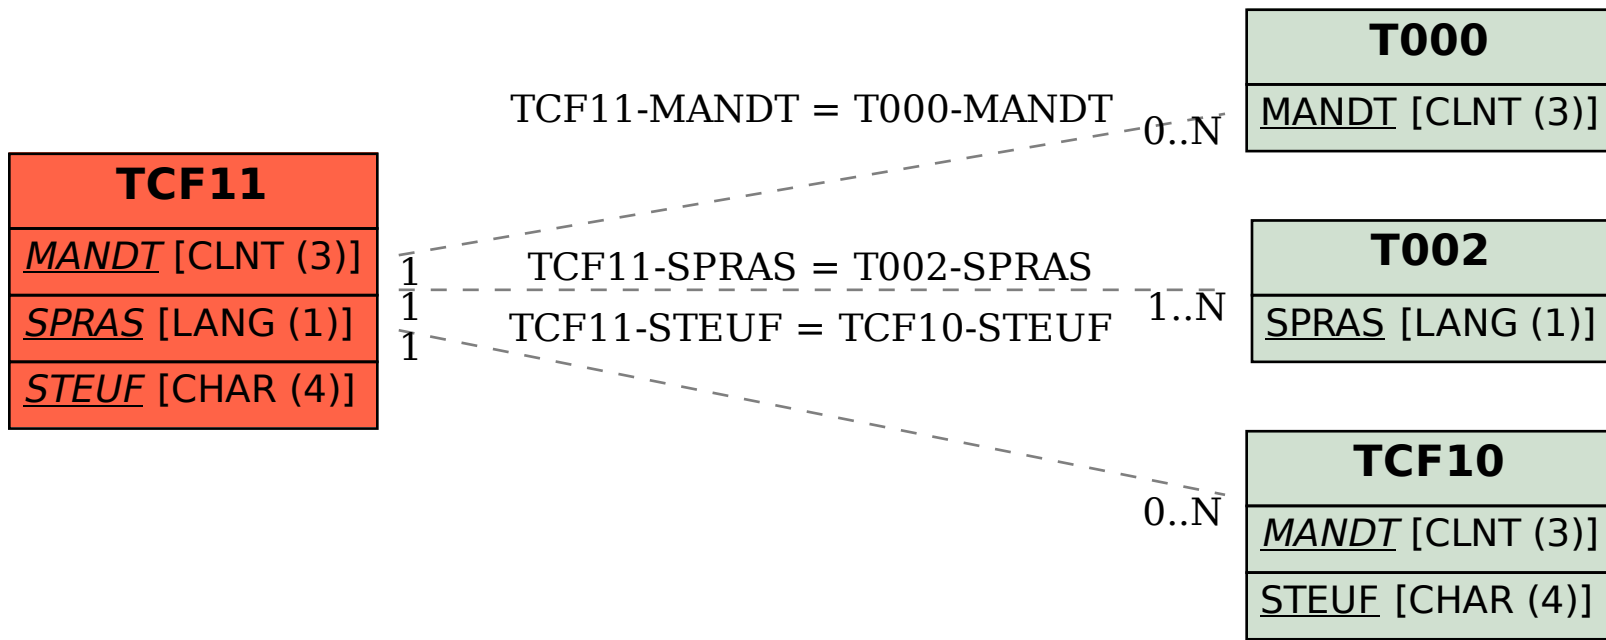 TCF11
MANDT [CLNT (3)]
SPRAS [LANG (1)]
STEUF [CHAR (4)]
TCF11-MANDT = T000-MANDT
0..N
1
TCF11-SPRAS = T002-SPRAS
1..N
1
TCF11-STEUF = TCF10-STEUF
0..N
1
T000
MANDT [CLNT (3)]
T002
SPRAS [LANG (1)]
TCF10
MANDT [CLNT (3)]
STEUF [CHAR (4)]